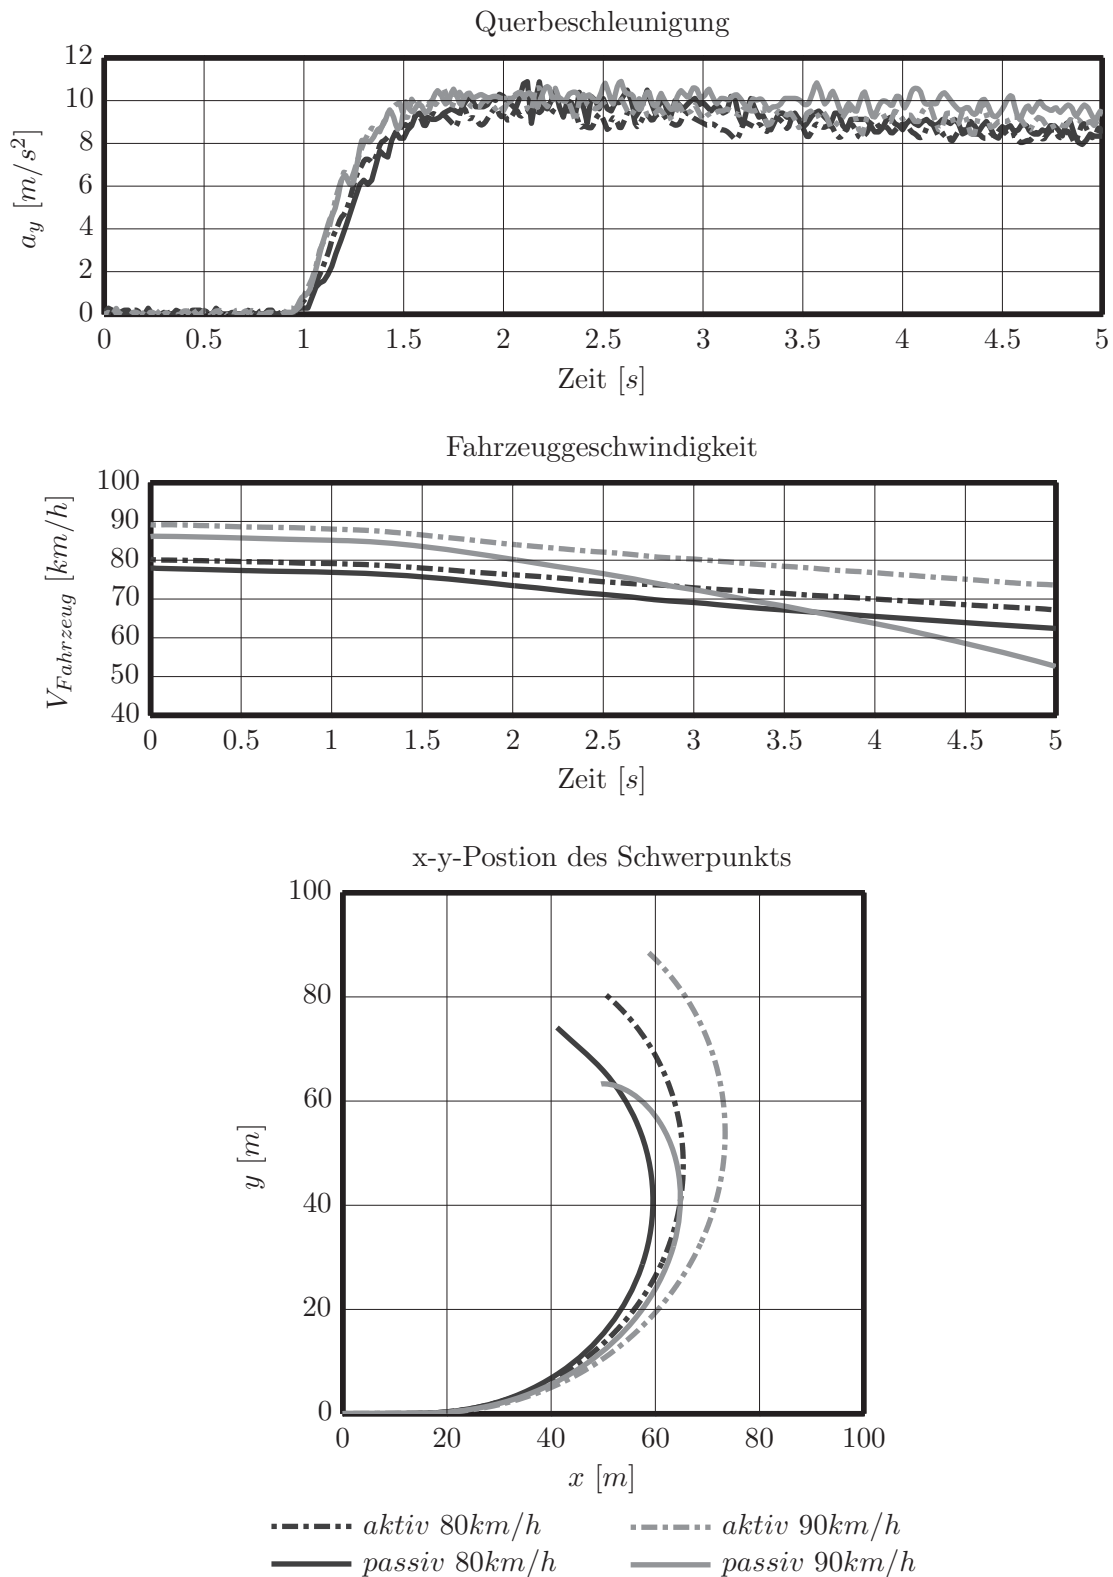 Querbeschleunigung
12
10
8
6
4
2
0
a_y [m/s^2]
0 0.5 1 1.5 2 2.5 3 3.5 4 4.5 5
Zeit [s]
Fahrzeuggeschwindigkeit
100
90
80
70
60
50
40
V_Fahrzeug [km/h]
0 0.5 1 1.5 2 2.5 3 3.5 4 4.5 5
Zeit [s]
x-y-Postion des Schwerpunkts
100
80
60
40
20
0
y [m]
0 20 40 60 80 100
x [m]
aktiv 80km/h
aktiv 90km/h
passiv 80km/h
passiv 90km/h